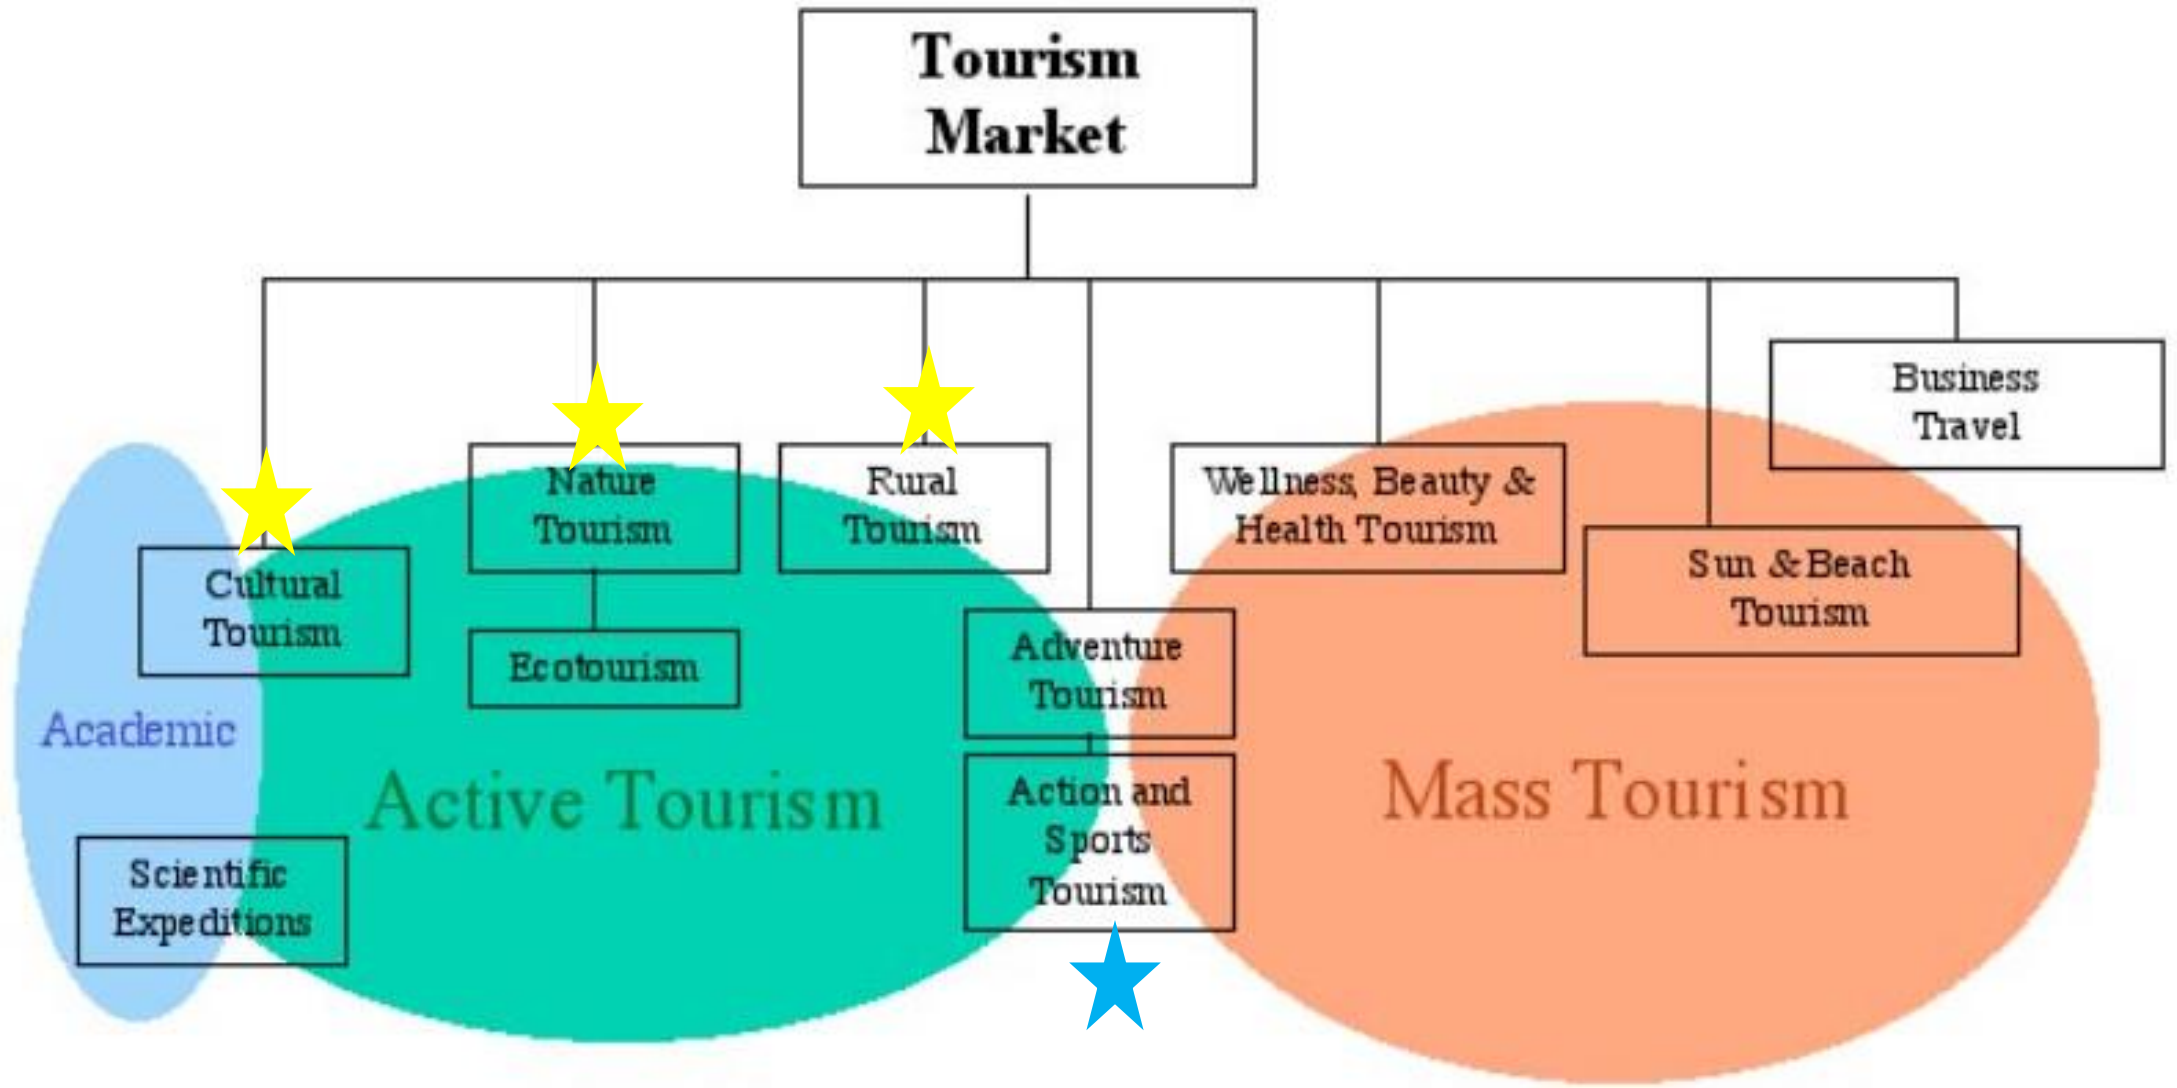 Tourism
Market
Business
Travel
Nature
Tourism
Rural
Tourism
Wellness, Beauty &
Health Tourism
Sun & Beach
Tourism
Cultural
Tourism
Ecotourism
Adventure
Tourism
Academic
Active Tourism
Mass Tourism
Action and
Sports
Tourism
Scientific
Expeditions